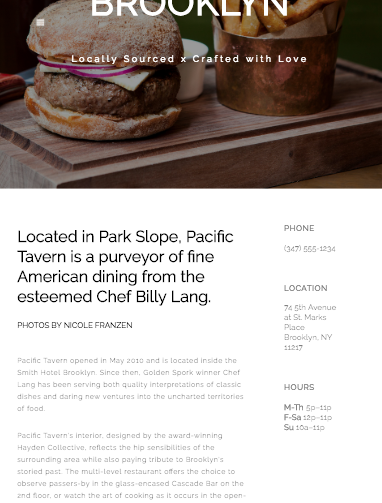 BROOKLYN
Locally Sourced x Crafted with Love
Located in Park Slope, Pacific
Tavern is a purveyor of fine
American dining from the
esteemed Chef Billy Lang.
PHOTOS BY NICOLE FRANZEN
Pacific Tavern opened in May 2010 and is located inside the
Smith Hotel Brooklyn. Since then, Golden Spork winner Chef
Lang has been serving both quality interpretations of classic
dishes and daring new ventures into the uncharted territories
of food.
Pacific Tavern's interior, designed by the award-winning
Hayden Collective, reflects the hip sensibilities of the
surrounding area while also paying tribute to Brooklyn's
storied past. The multi-level restaurant offers the choice to
observe passers-by in the glass-encased Cascade Bar on the
2nd floor, or watch the art of cooking as it occurs in the open-
PHONE
(347) 555-1234
LOCATION
74 5th Avenue
at St. Marks
Place
Brooklyn, NY
11217
HOURS
M-Th 5p–11p
F-Sa 12p–11p
Su 10a–11p